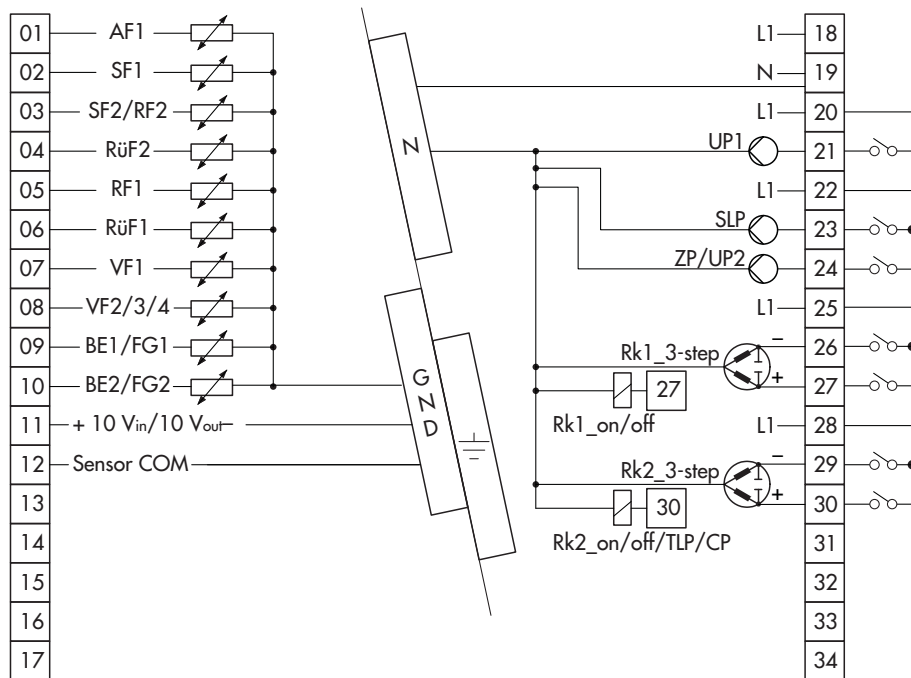 01 AF1
02 SF1
03 SF2/RF2
04 RüF2
05 RF1
06 RüF1
07 VF1
08 VF2/3/4
09 BE1/FG1
10 BE2/FG2
11 + 10 Vin/10 Vout
12 Sensor COM
13
14
15
16
17
N
GND
L1 18
N 19
L1 20
UP1 21
L1 22
SLP 23
ZP/UP2 24
L1 25
Rk1_3-step − 26
27 + 27
Rk1_on/off
L1 28
Rk2_3-step − 29
30 + 30
Rk2_on/off/TLP/CP
31
32
33
34